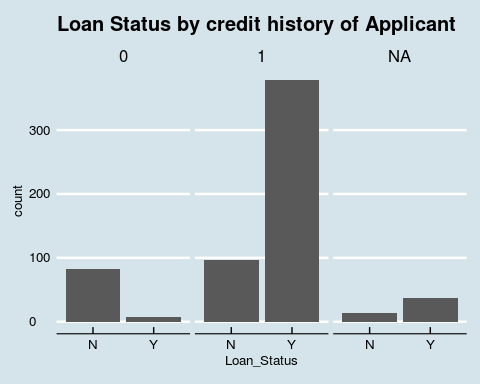 Loan Status by credit history of Applicant
0 1 NA
300
200
100
0
count
N Y N Y N Y
Loan_Status